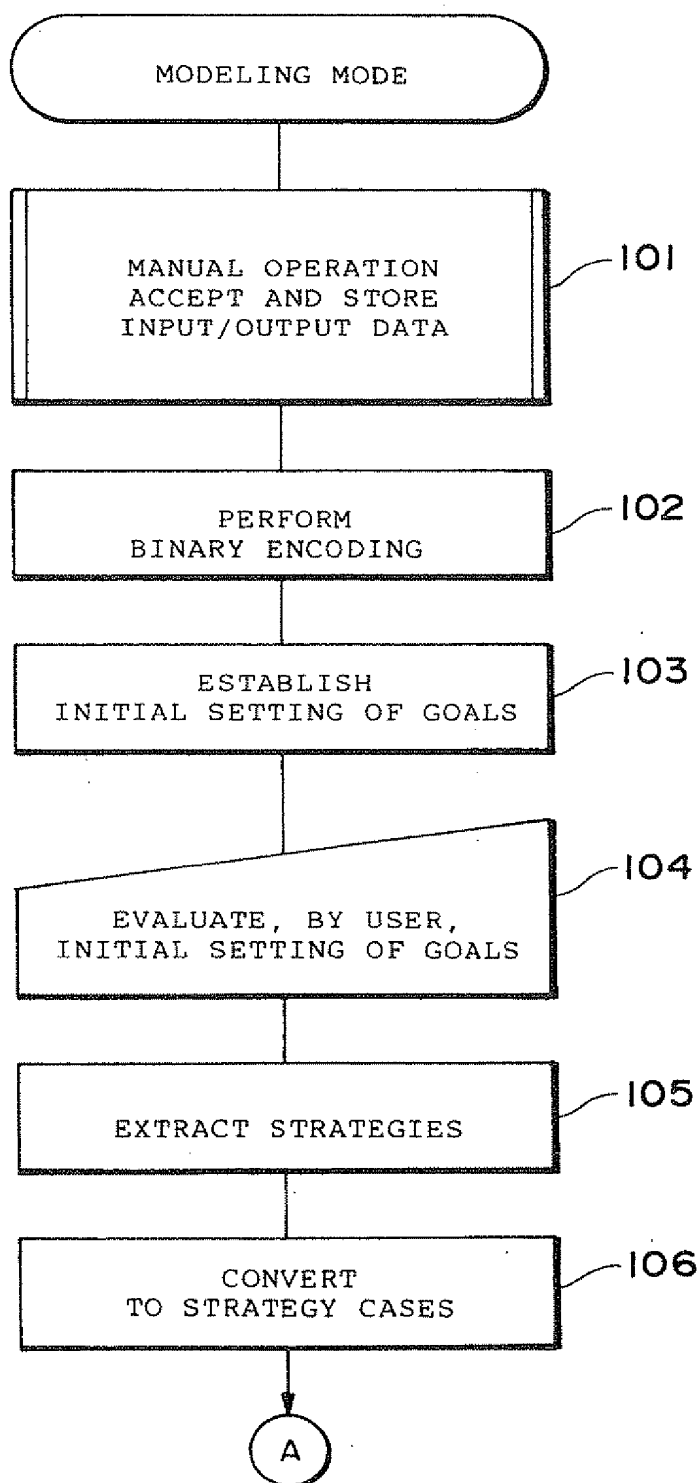 MODELING MODE
MANUAL OPERATION
ACCEPT AND STORE
INPUT/OUTPUT DATA
101
PERFORM
BINARY ENCODING
102
ESTABLISH
INITIAL SETTING OF GOALS
103
EVALUATE, BY USER,
INITIAL SETTING OF GOALS
104
EXTRACT STRATEGIES
105
CONVERT
TO STRATEGY CASES
106
A